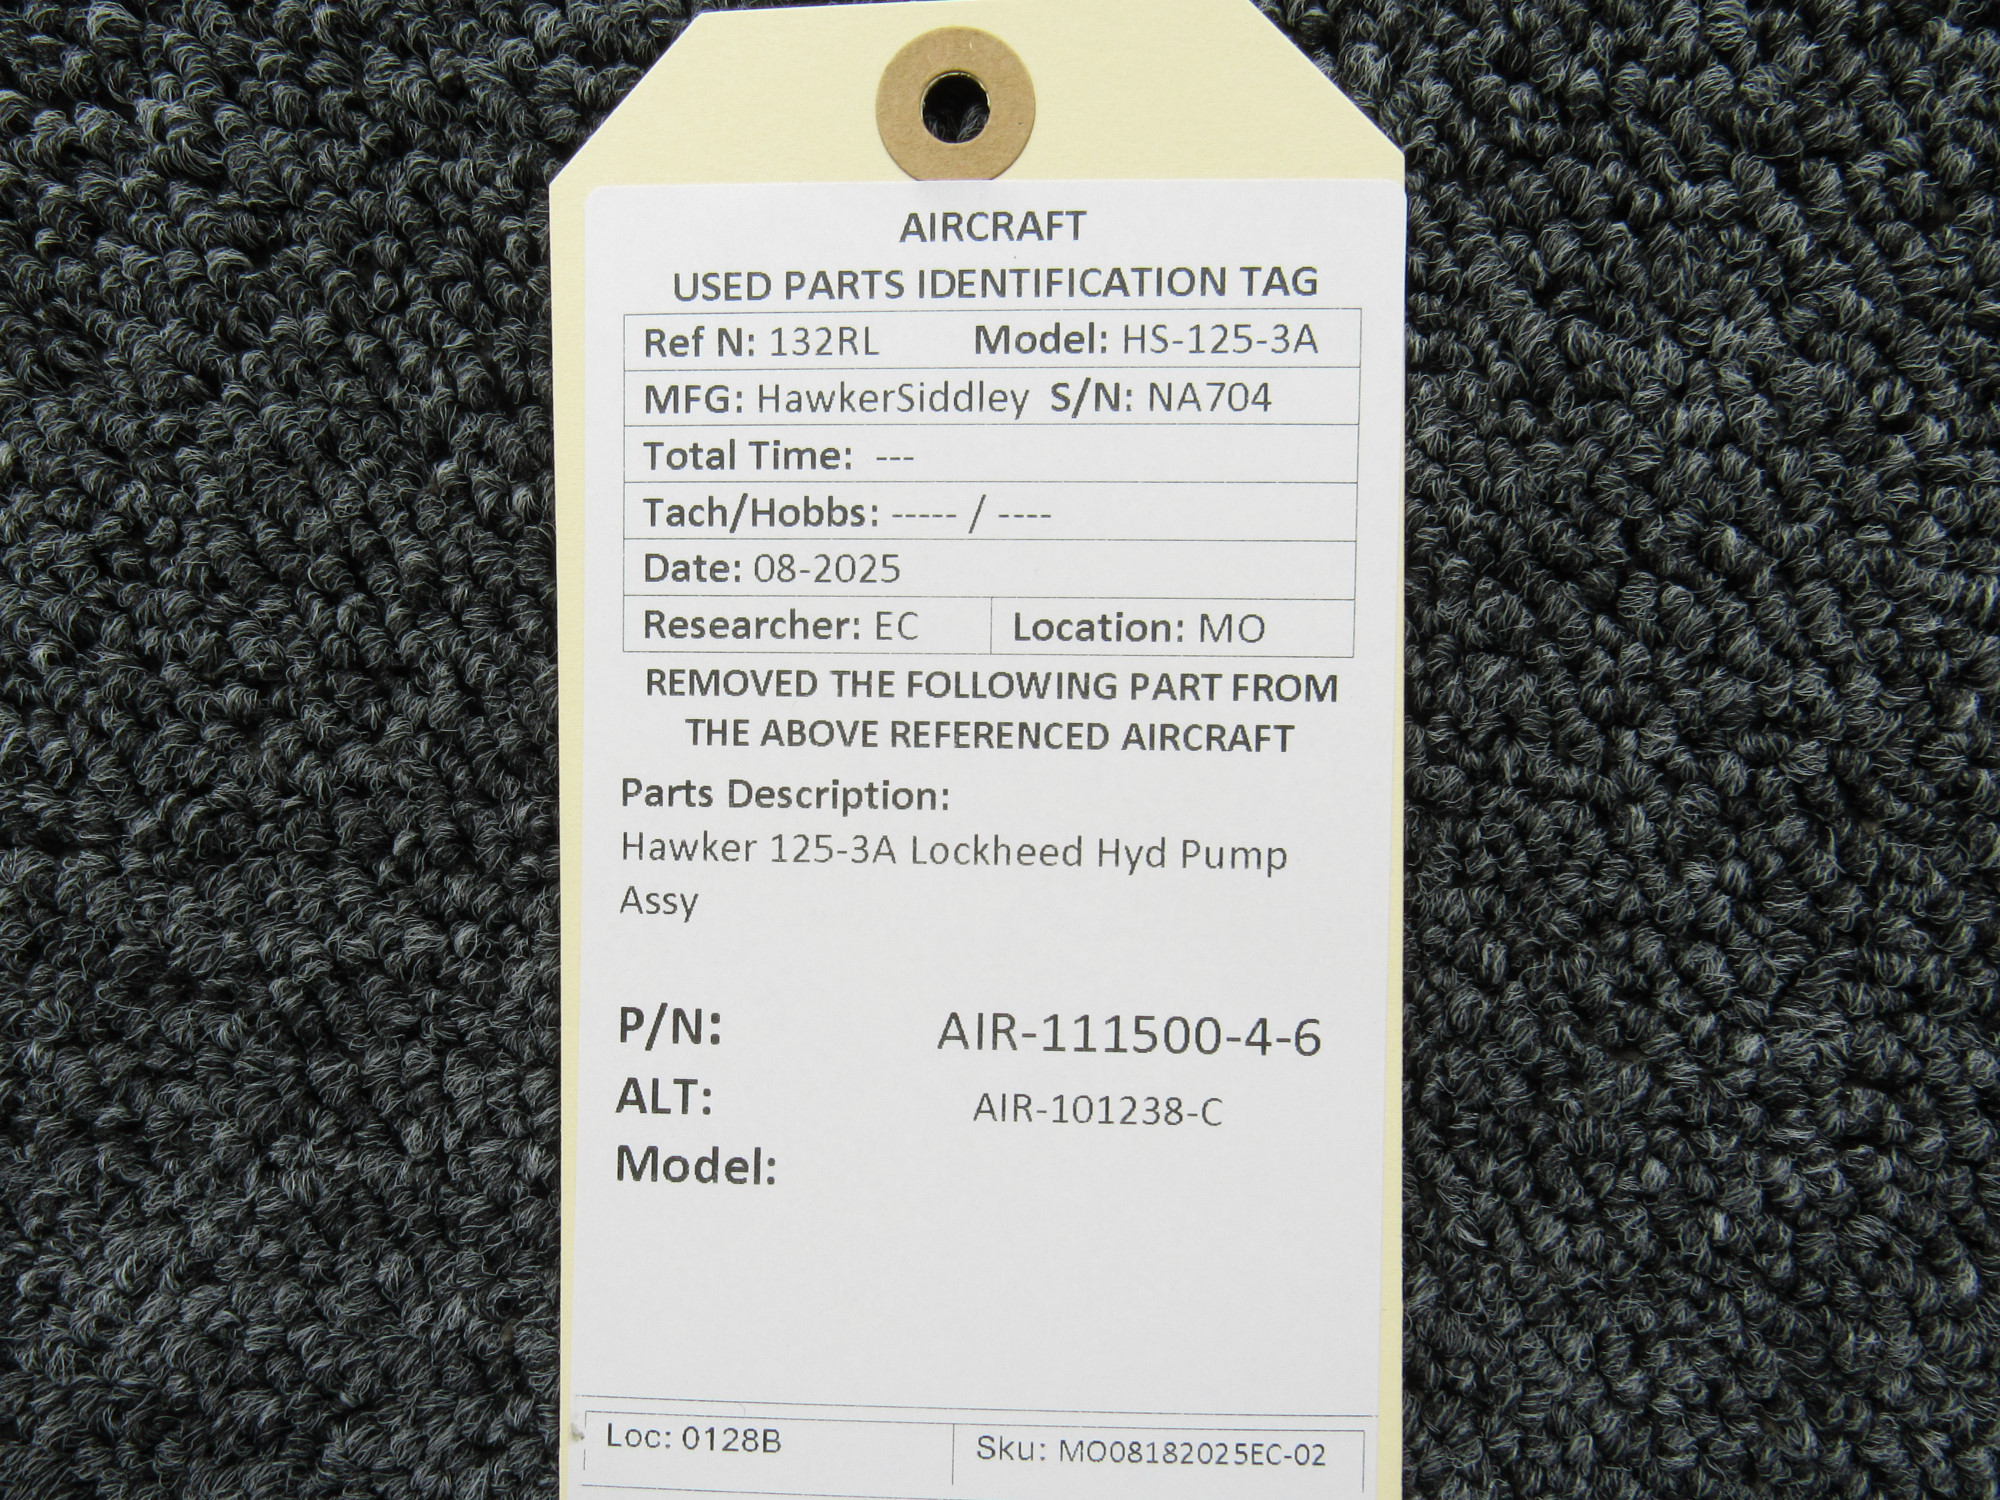 AIRCRAFT
USED PARTS IDENTIFICATION TAG
Ref N: 132RL Model: HS-125-3A
MFG: HawkerSiddley S/N: NA704
Total Time: ---
Tach/Hobbs: ----- / ----
Date: 08-2025
Researcher: EC Location: MO
REMOVED THE FOLLOWING PART FROM
THE ABOVE REFERENCED AIRCRAFT
Parts Description:
Hawker 125-3A Lockheed Hyd Pump
Assy
P/N: AIR-111500-4-6
ALT: AIR-101238-C
Model:
Loc: 0128B Sku: MO08182025EC-02